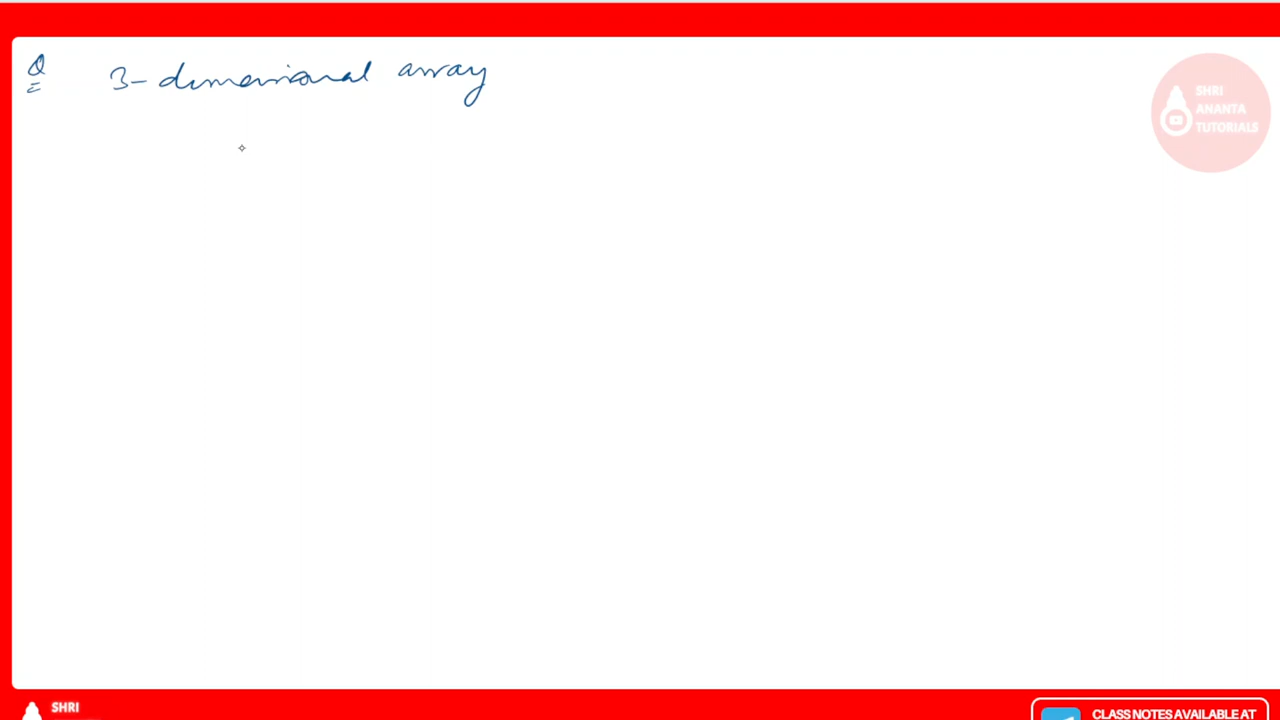 Q 3-dimensional array
SHRI
ANANTA
TUTORIALS
SHRI
CLASS NOTES AVAILABLE AT